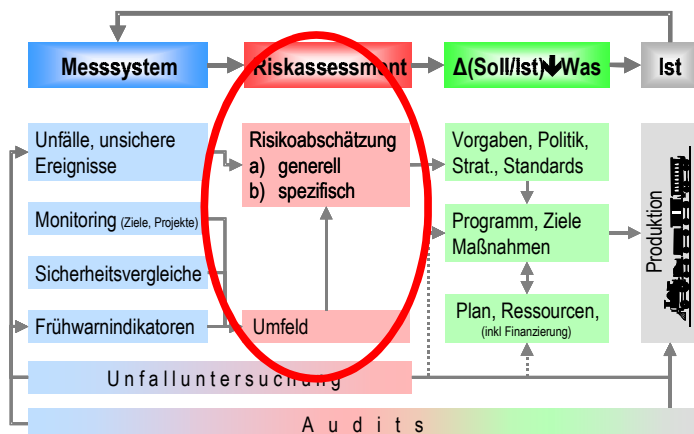 Messsystem
Riskassessment
Δ(Soll/Ist)🡇Was
Ist
Unfälle, unsichere
Ereignisse
Risikoabschätzung
a) generell
b) spezifisch
Vorgaben, Politik,
Strat., Standards
Monitoring (Ziele, Projekte)
Programm, Ziele
Maßnahmen
Produktion
Sicherheitsvergleiche
Frühwarnindikatoren
Umfeld
Plan, Ressourcen,
(inkl Finanzierung)
Unfalluntersuchung
Audits